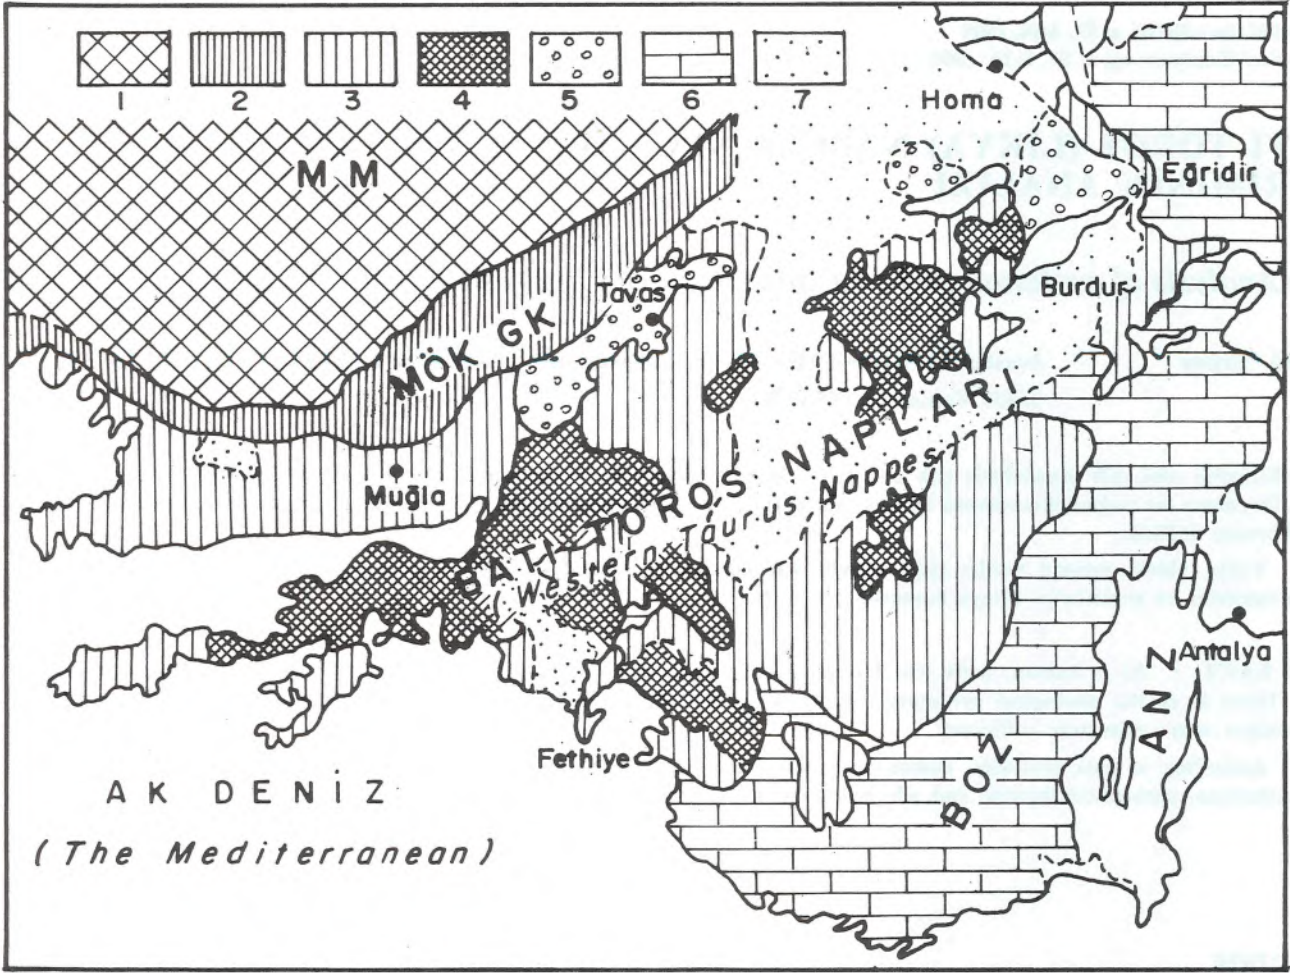 1 2 3 4 5 6 7
Homa
MM
Eğridir
Tavas
Burdur
MÖK GK
BATI TOROS NAPLARI
(Western Taurus Nappes)
Muğla
Antalya
ANZ
BOZ
Fethiye
AK DENİZ
(The Mediterranean)